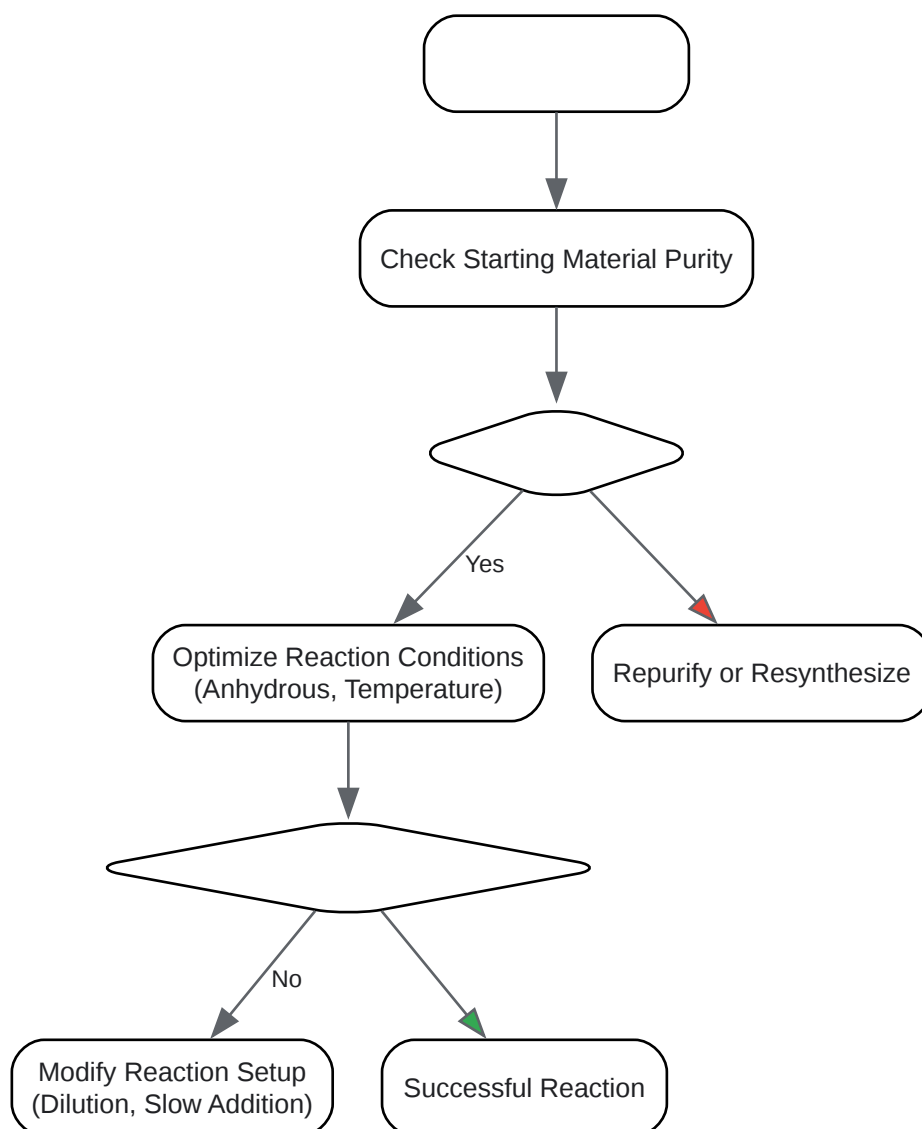 Check Starting Material Purity
Yes
Optimize Reaction Conditions
(Anhydrous, Temperature)
Repurify or Resynthesize
No
Modify Reaction Setup
(Dilution, Slow Addition)
Successful Reaction